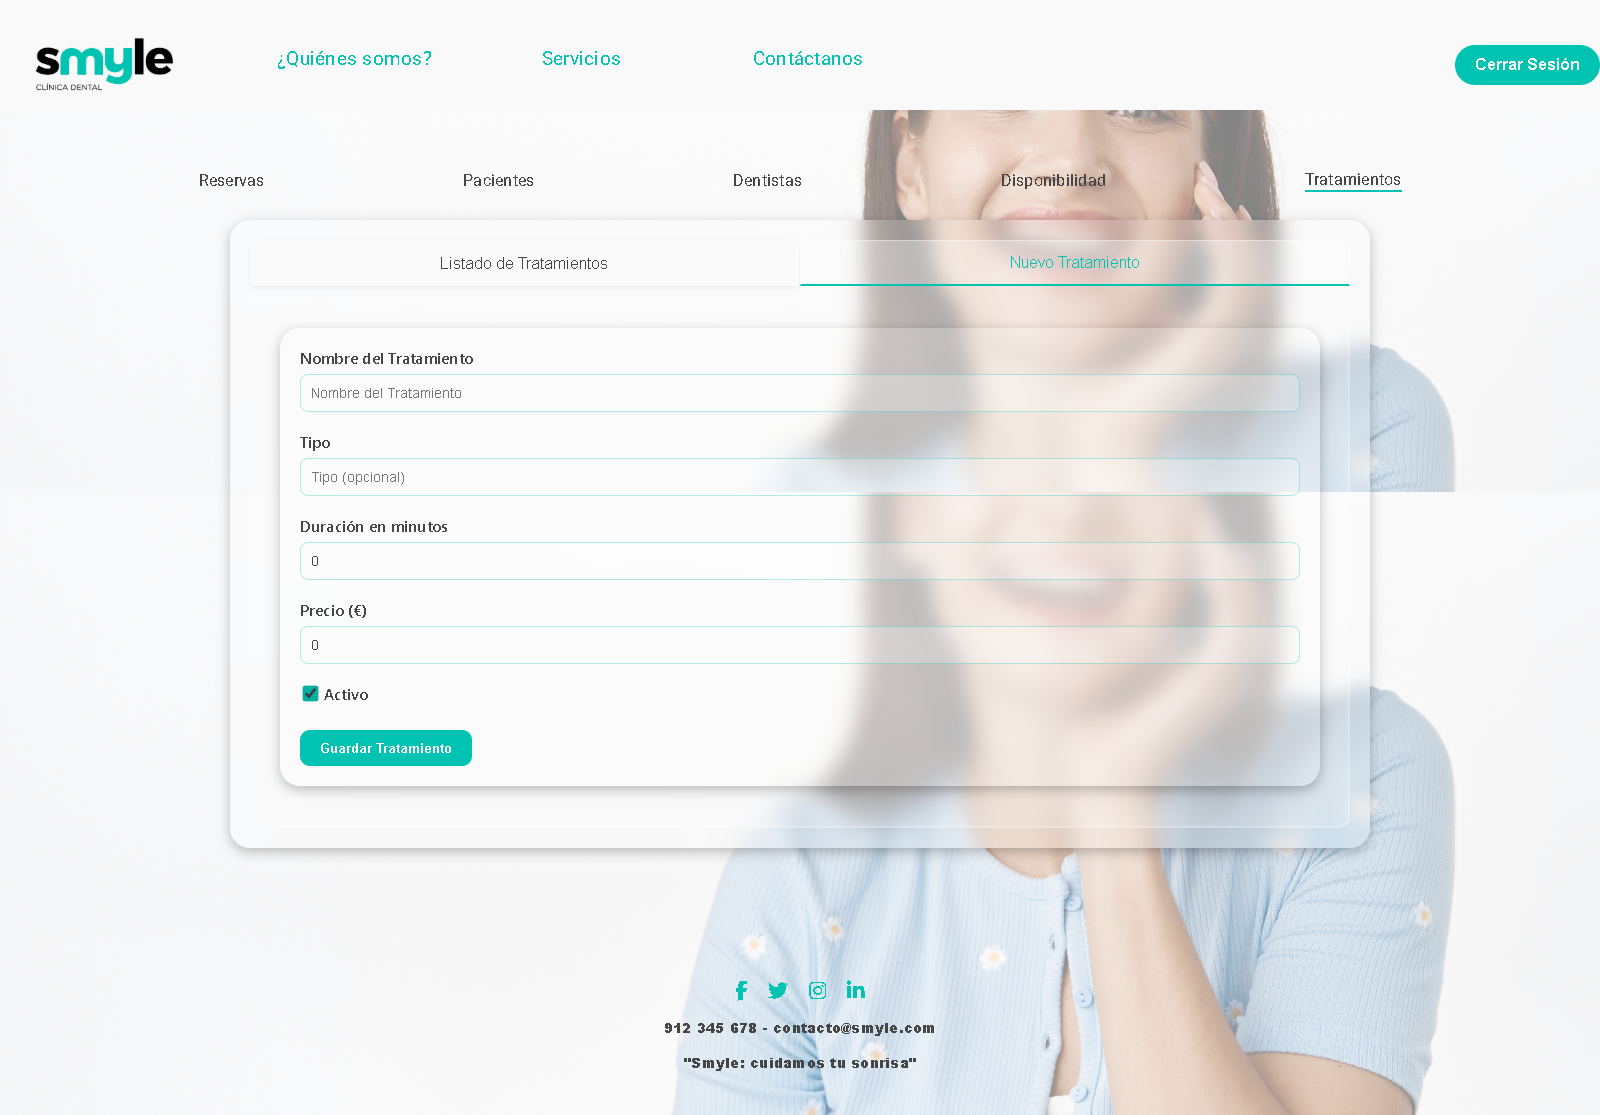 smyle
CLÍNICA DENTAL
¿Quiénes somos?
Servicios
Contáctanos
Cerrar Sesión
Reservas
Pacientes
Dentistas
Disponibilidad
Tratamientos
Listado de Tratamientos
Nuevo Tratamiento
Nombre del Tratamiento
Nombre del Tratamiento
Tipo
Tipo (opcional)
Duración en minutos
0
Precio (€)
0
Activo
Guardar Tratamiento
912 345 678 - contacto@smyle.com
"Smyle: cuidamos tu sonrisa"